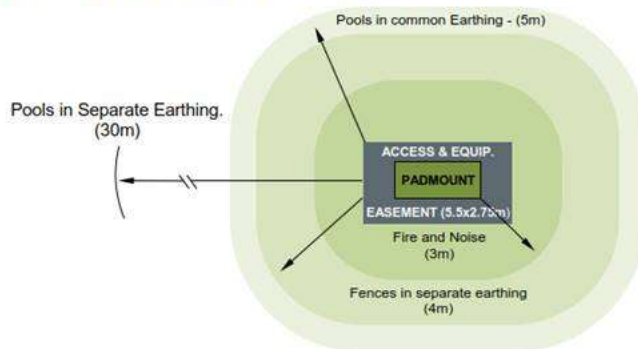 Pools in common Earthing - (5m)
Pools in Separate Earthing.
(30m)
ACCESS & EQUIP.
PADMOUNT
EASEMENT (5.5x2.75m)
Fire and Noise
(3m)
Fences in separate earthing
(4m)